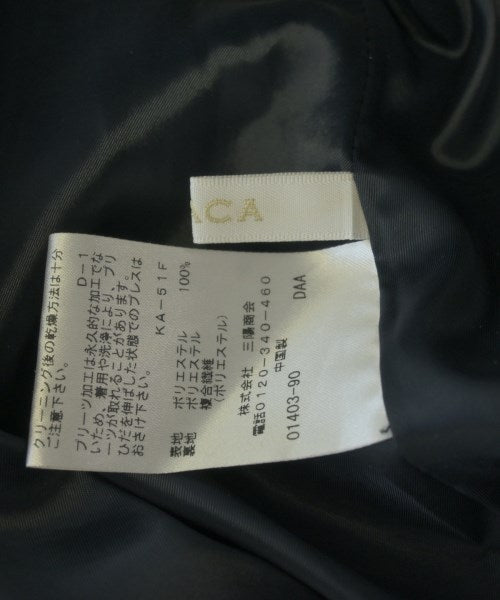 ACA
クリーニング後の乾燥方法は十分
ご注意下さい。
D-1
プリーツ加工は永久的な加工でな
いため、着用や洗浄により、プリ
ーツが取れることがあります。
ひだを伸ばした状態でのプレスは
おさけ下さい。
KA-51F
表地 ポリエステル 100%
裏地 ポリエステル
複合繊維
(ポリエステル)
株式会社 三陽商会
電話0120-340-460
中国製
01403-90 DAA